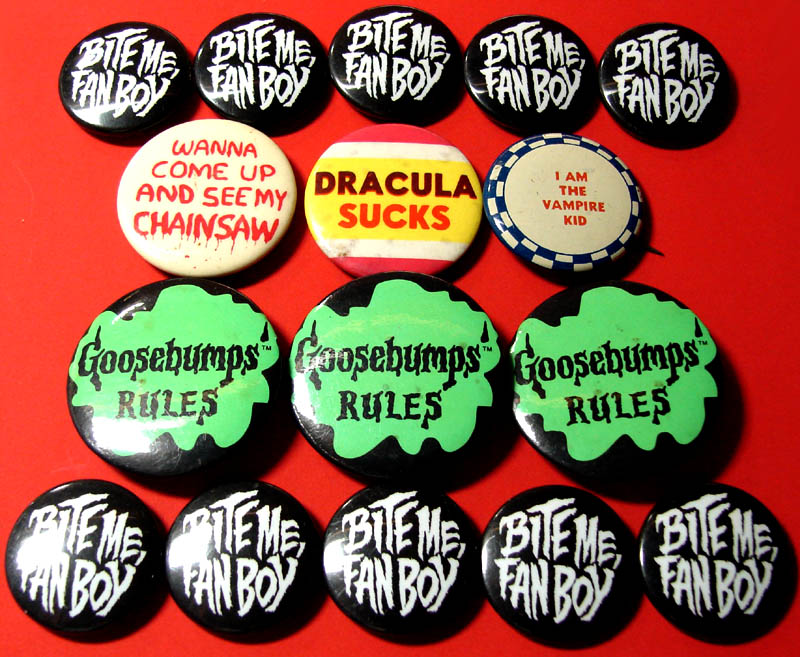 BITE ME,
FAN BOY
BITE ME,
FAN BOY
BITE ME,
FAN BOY
BITE ME,
FAN BOY
BITE ME,
FAN BOY
WANNA
COME UP
AND SEE MY
CHAINSAW
DRACULA
SUCKS
I AM
THE
VAMPIRE
KID
Goosebumps™
RULES
Goosebumps™
RULES
Goosebumps™
RULES
BITE ME,
FAN BOY
BITE ME,
FAN BOY
BITE ME,
FAN BOY
BITE ME,
FAN BOY
BITE ME,
FAN BOY